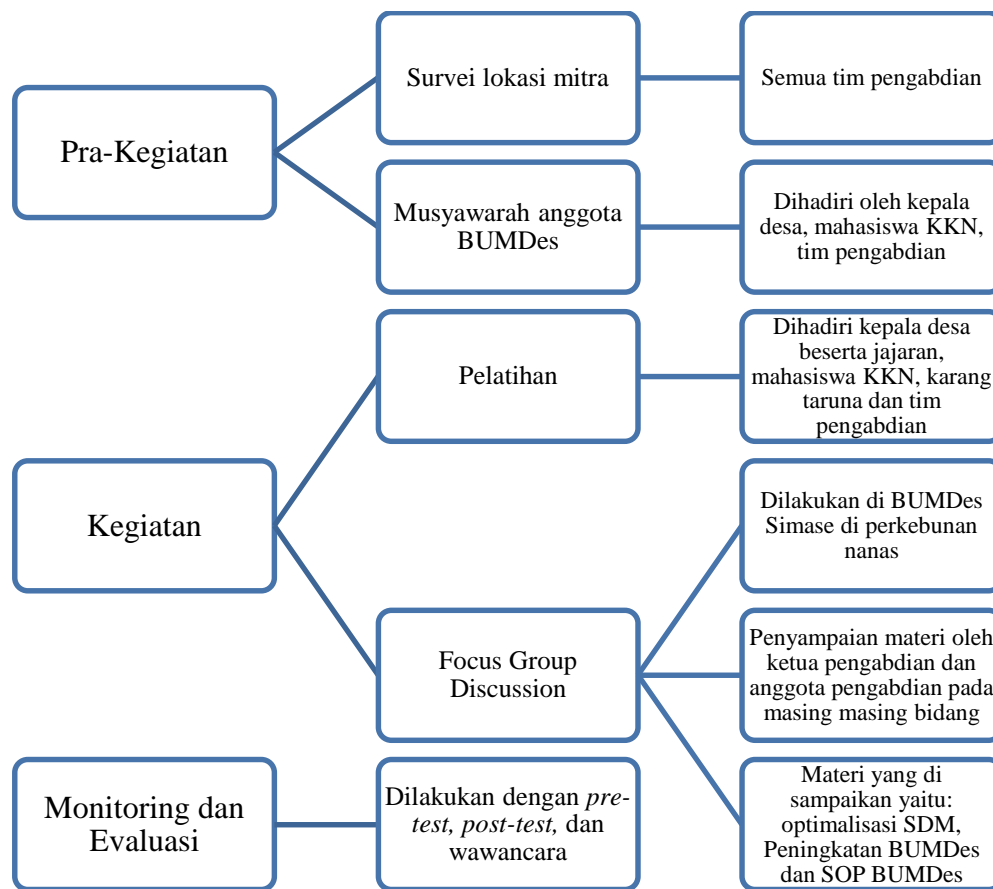 Pra-Kegiatan
Survei lokasi mitra
Semua tim pengabdian
Musyawarah anggota
BUMDes
Dihadiri oleh kepala
desa, mahasiswa KKN,
tim pengabdian
Kegiatan
Pelatihan
Dihadiri kepala desa
beserta jajaran,
mahasiswa KKN, karang
taruna dan tim
pengabdian
Focus Group
Discussion
Dilakukan di BUMDes
Simase di perkebunan
nanas
Penyampaian materi oleh
ketua pengabdian dan
anggota pengabdian pada
masing masing bidang
Materi yang di
sampaikan yaitu:
optimalisasi SDM,
Peningkatan BUMDes
dan SOP BUMDes
Monitoring dan
Evaluasi
Dilakukan dengan pre-
test, post-test, dan
wawancara